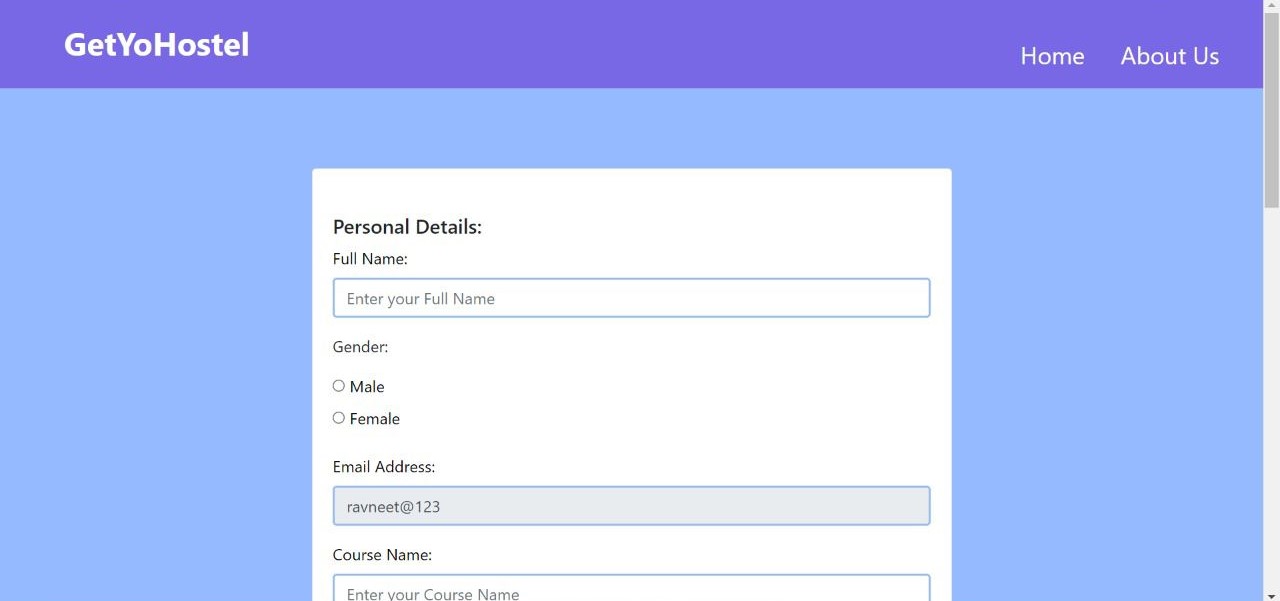 GetYoHostel
Home About Us
Personal Details:
Full Name:
Enter your Full Name
Gender:
Male
Female
Email Address:
ravneet@123
Course Name:
Enter your Course Name